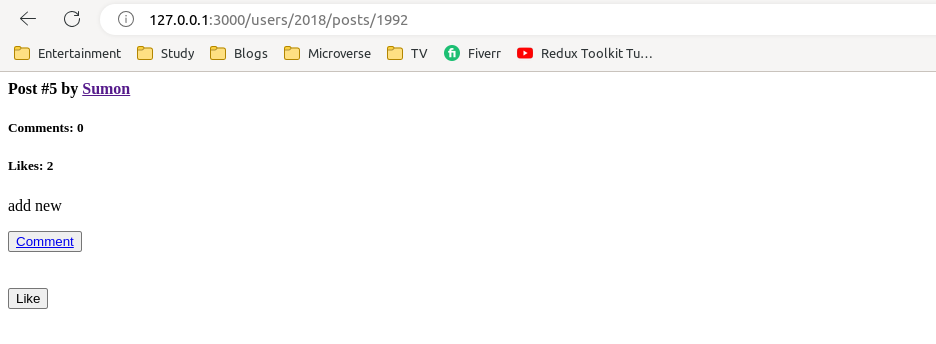 127.0.0.1:3000/users/2018/posts/1992
Entertainment Study Blogs Microverse TV Fiverr Redux Toolkit Tu...
Post #5 by Sumon
Comments: 0
Likes: 2
add new
Comment
Like